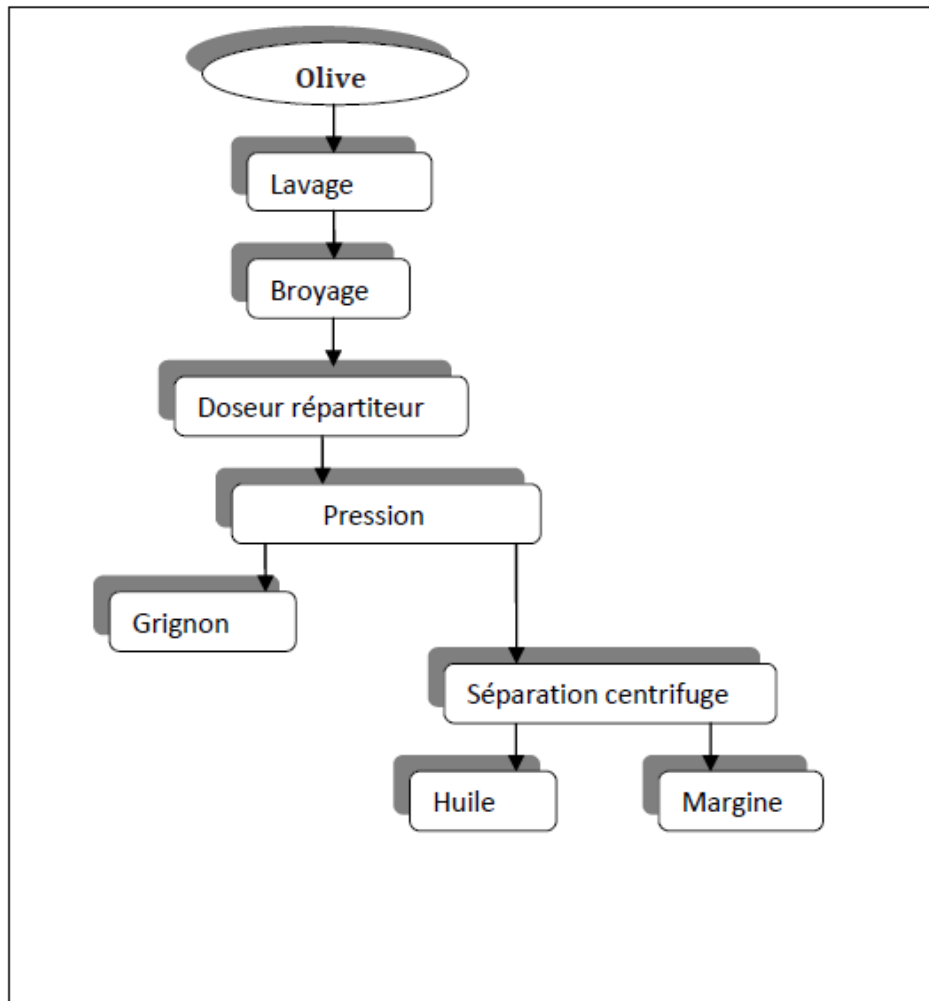 Olive
Lavage
Broyage
Doseur répartiteur
Pression
Grignon
Séparation centrifuge
Huile
Margine